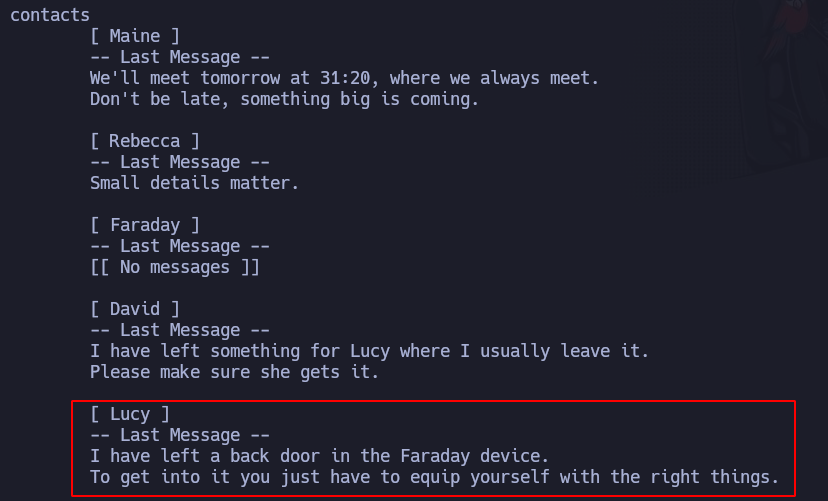 contacts
[ Maine ]
-- Last Message --
We'll meet tomorrow at 31:20, where we always meet.
Don't be late, something big is coming.
[ Rebecca ]
-- Last Message --
Small details matter.
[ Faraday ]
-- Last Message --
[[ No messages ]]
[ David ]
-- Last Message --
I have left something for Lucy where I usually leave it.
Please make sure she gets it.
[ Lucy ]
-- Last Message --
I have left a back door in the Faraday device.
To get into it you just have to equip yourself with the right things.